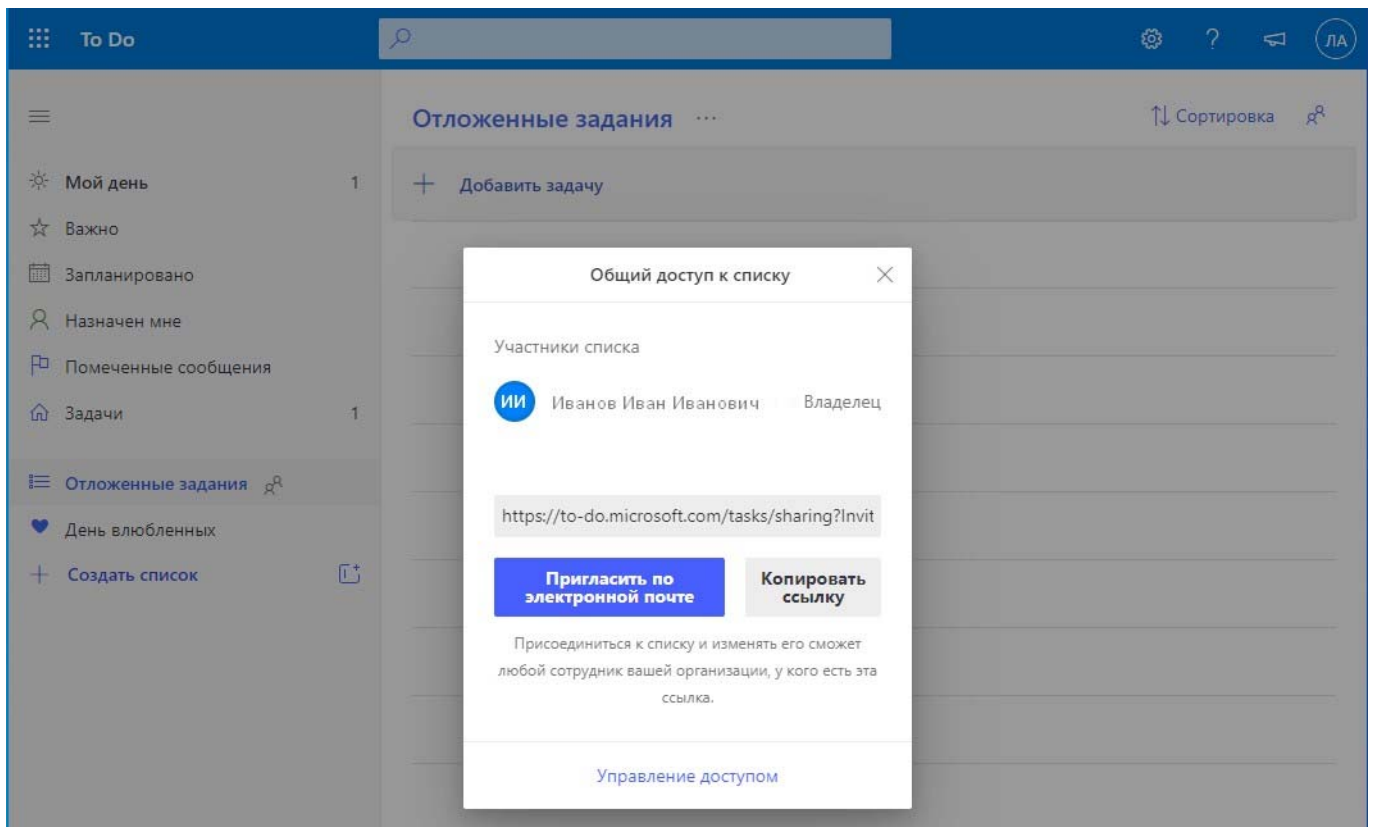 To Do
ЛА
Отложенные задания ...
Сортировка
Добавить задачу
Мой день 1
Важно
Запланировано
Назначен мне
Помеченные сообщения
Задачи 1
Отложенные задания
День влюбленных
Создать список
Общий доступ к списку
Участники списка
ИИ Иванов Иван Иванович Владелец
https://to-do.microsoft.com/tasks/sharing?Invit
Пригласить по
электронной почте
Копировать
ссылку
Присоединиться к списку и изменять его сможет
любой сотрудник вашей организации, у кого есть эта
ссылка.
Управление доступом